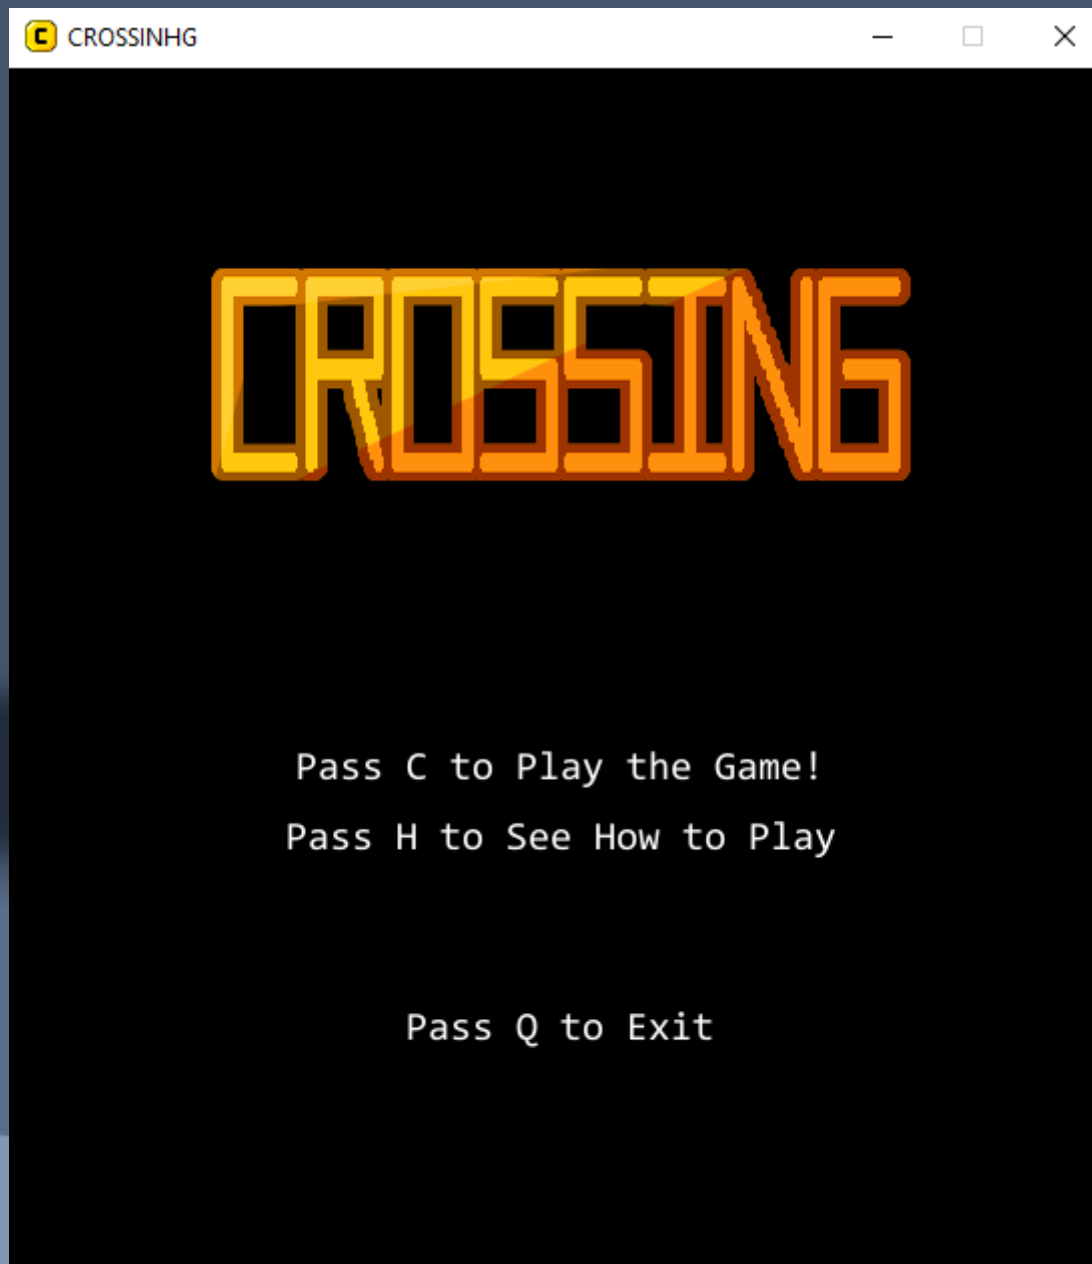 C CROSSINHG
CROSSING
Pass C to Play the Game!
Pass H to See How to Play
Pass Q to Exit